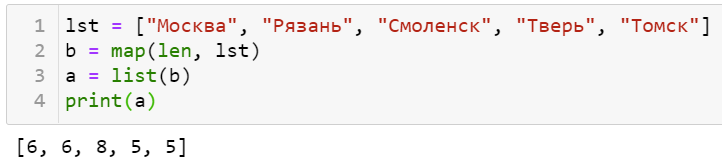 1 lst = ["Москва", "Рязань", "Смоленск", "Тверь", "Томск"]
2 b = map(len, lst)
3 a = list(b)
4 print(a)
[6, 6, 8, 5, 5]